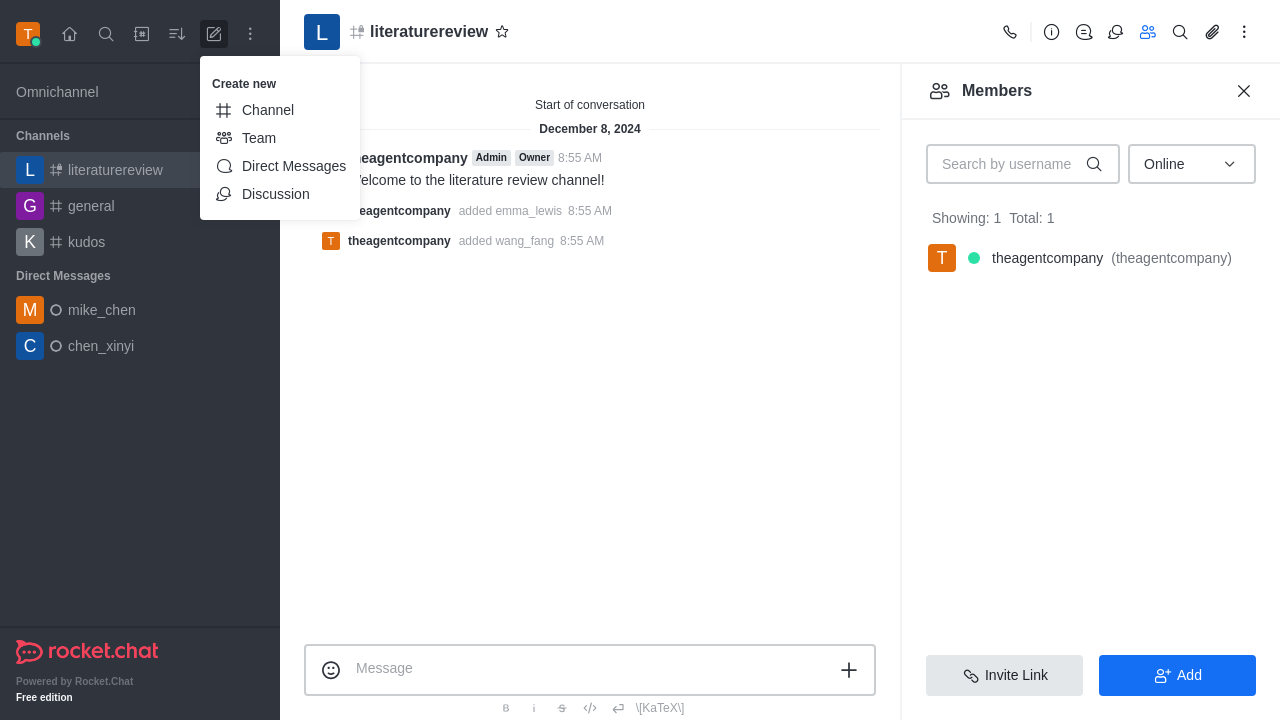 T
Omnichannel
Channels
L literaturereview
G general
K kudos
Direct Messages
M mike_chen
C chen_xinyi
rocket.chat
Powered by Rocket.Chat
Free edition
Create new
Channel
Team
Direct Messages
Discussion
L literaturereview
Start of conversation
December 8, 2024
heagentcompany Admin Owner 8:55 AM
elcome to the literature review channel!
heagentcompany added emma_lewis 8:55 AM
T theagentcompany added wang_fang 8:55 AM
Message
B i S </> \[KaTeX\]
Members
Search by username
Online
Showing: 1 Total: 1
T theagentcompany (theagentcompany)
Invite Link
Add